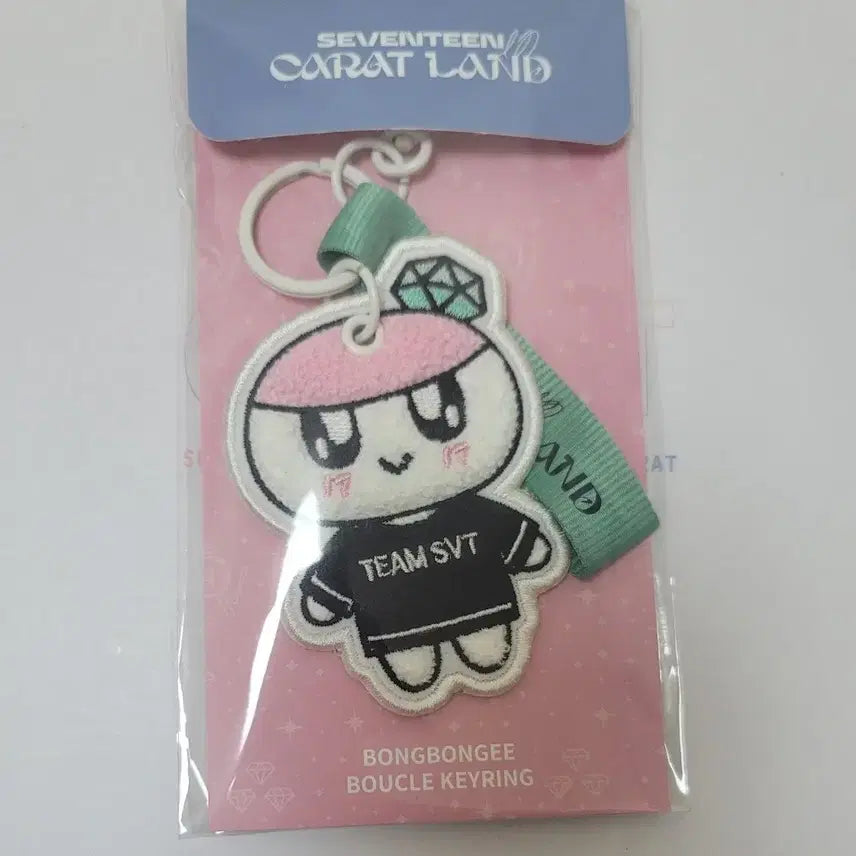 SEVENTEEN
CARAT LAND
LAND
TEAM SVT
BONGBONGEE
BOUCLE KEYRING